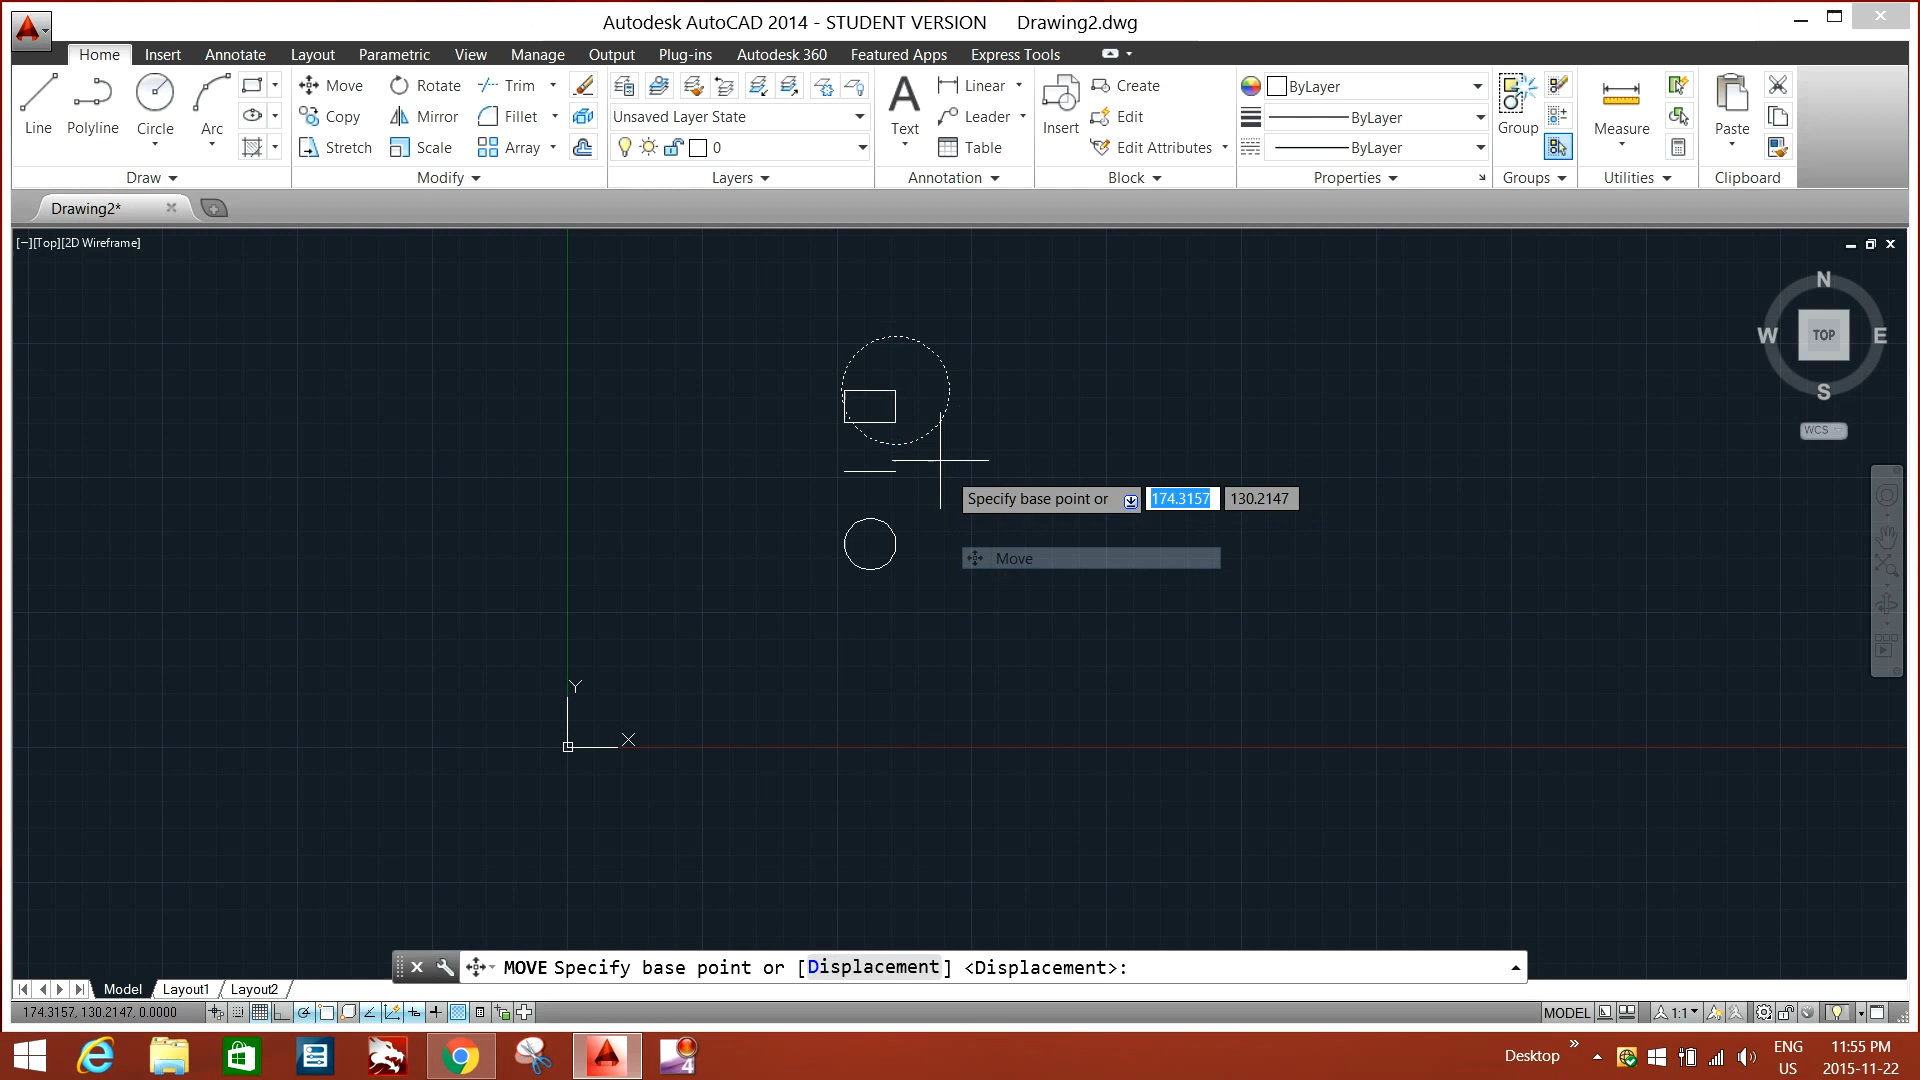 Autodesk AutoCAD 2014 - STUDENT VERSION Drawing2.dwg
Home Insert Annotate Layout Parametric View Manage Output Plug-ins Autodesk 360 Featured Apps Express Tools
Line Polyline Circle Arc
Move Rotate Trim
Copy Mirror Fillet
Stretch Scale Array
Unsaved Layer State
0
Text
Linear
Leader
Table
Insert
Create
Edit
Edit Attributes
ByLayer
ByLayer
ByLayer
Group
Measure
Paste
Draw Modify Layers Annotation Block Properties Groups Utilities Clipboard
Drawing2*
[−][Top][2D Wireframe]
N
W TOP E
S
WCS
Specify base point or 174.3157 130.2147
Move
Y
X
MOVE Specify base point or [Displacement] <Displacement>:
Model Layout1 Layout2
174.3157, 130.2147, 0.0000
MODEL 1:1
Desktop
ENG
US
11:55 PM
2015-11-22
4